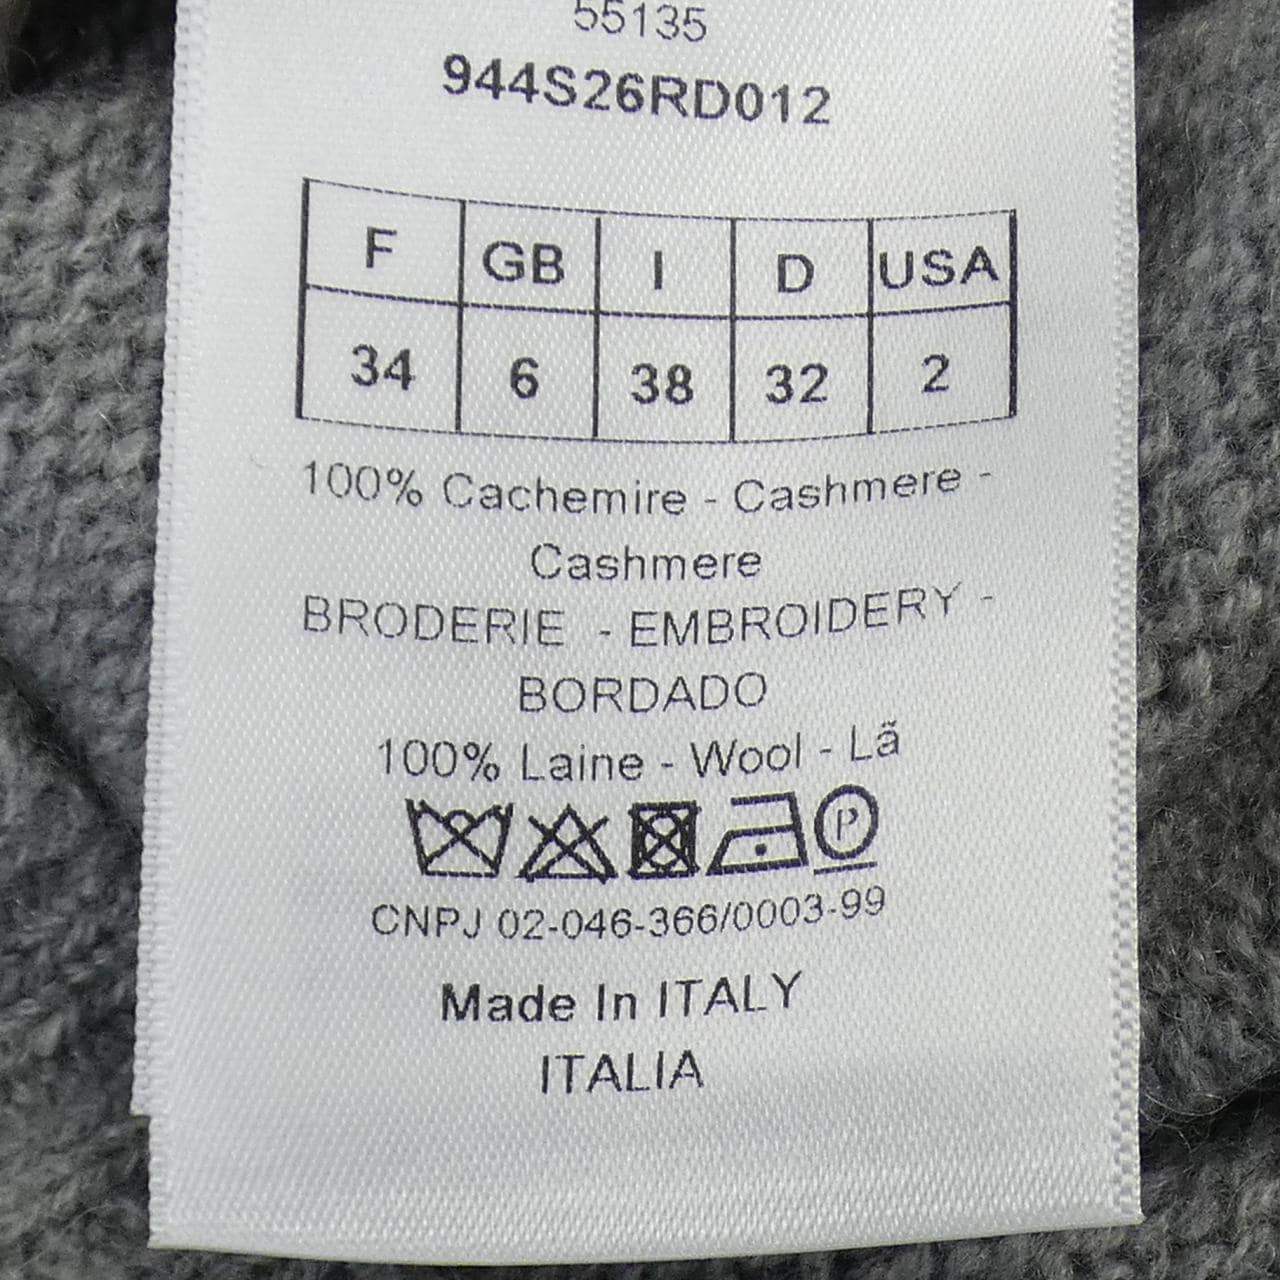 55135
944S26RD012
F GB I D USA
34 6 38 32 2
100% Cachemire - Cashmere -
Cashmere
BRODERIE - EMBROIDERY -
BORDADO
100% Laine - Wool - Lã
P
CNPJ 02-046-366/0003-99
Made In ITALY
ITALIA